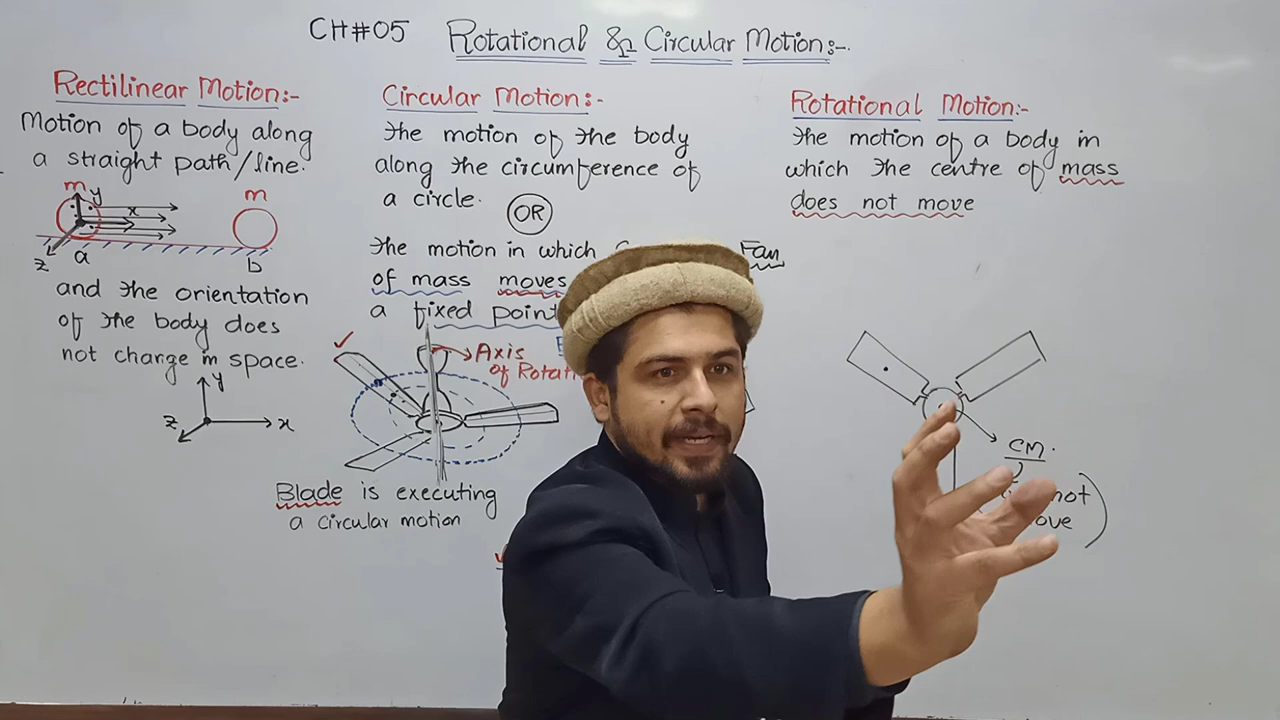 CH#05 Rotational & Circular Motion:-
Rectilinear Motion:-
Motion of a body along
a straight path/line.
m y x m
z a b
and the orientation
of the body does
not change in space.
y
z x
Circular Motion:-
The motion of the body
along the circumference of
a circle.
OR
The motion in which
of mass moves
a fixed point
Axis
of
Blade is executing
a circular motion
Rotational Motion:-
The motion of a body in
which the centre of mass
does not move
Fan
CM.
not